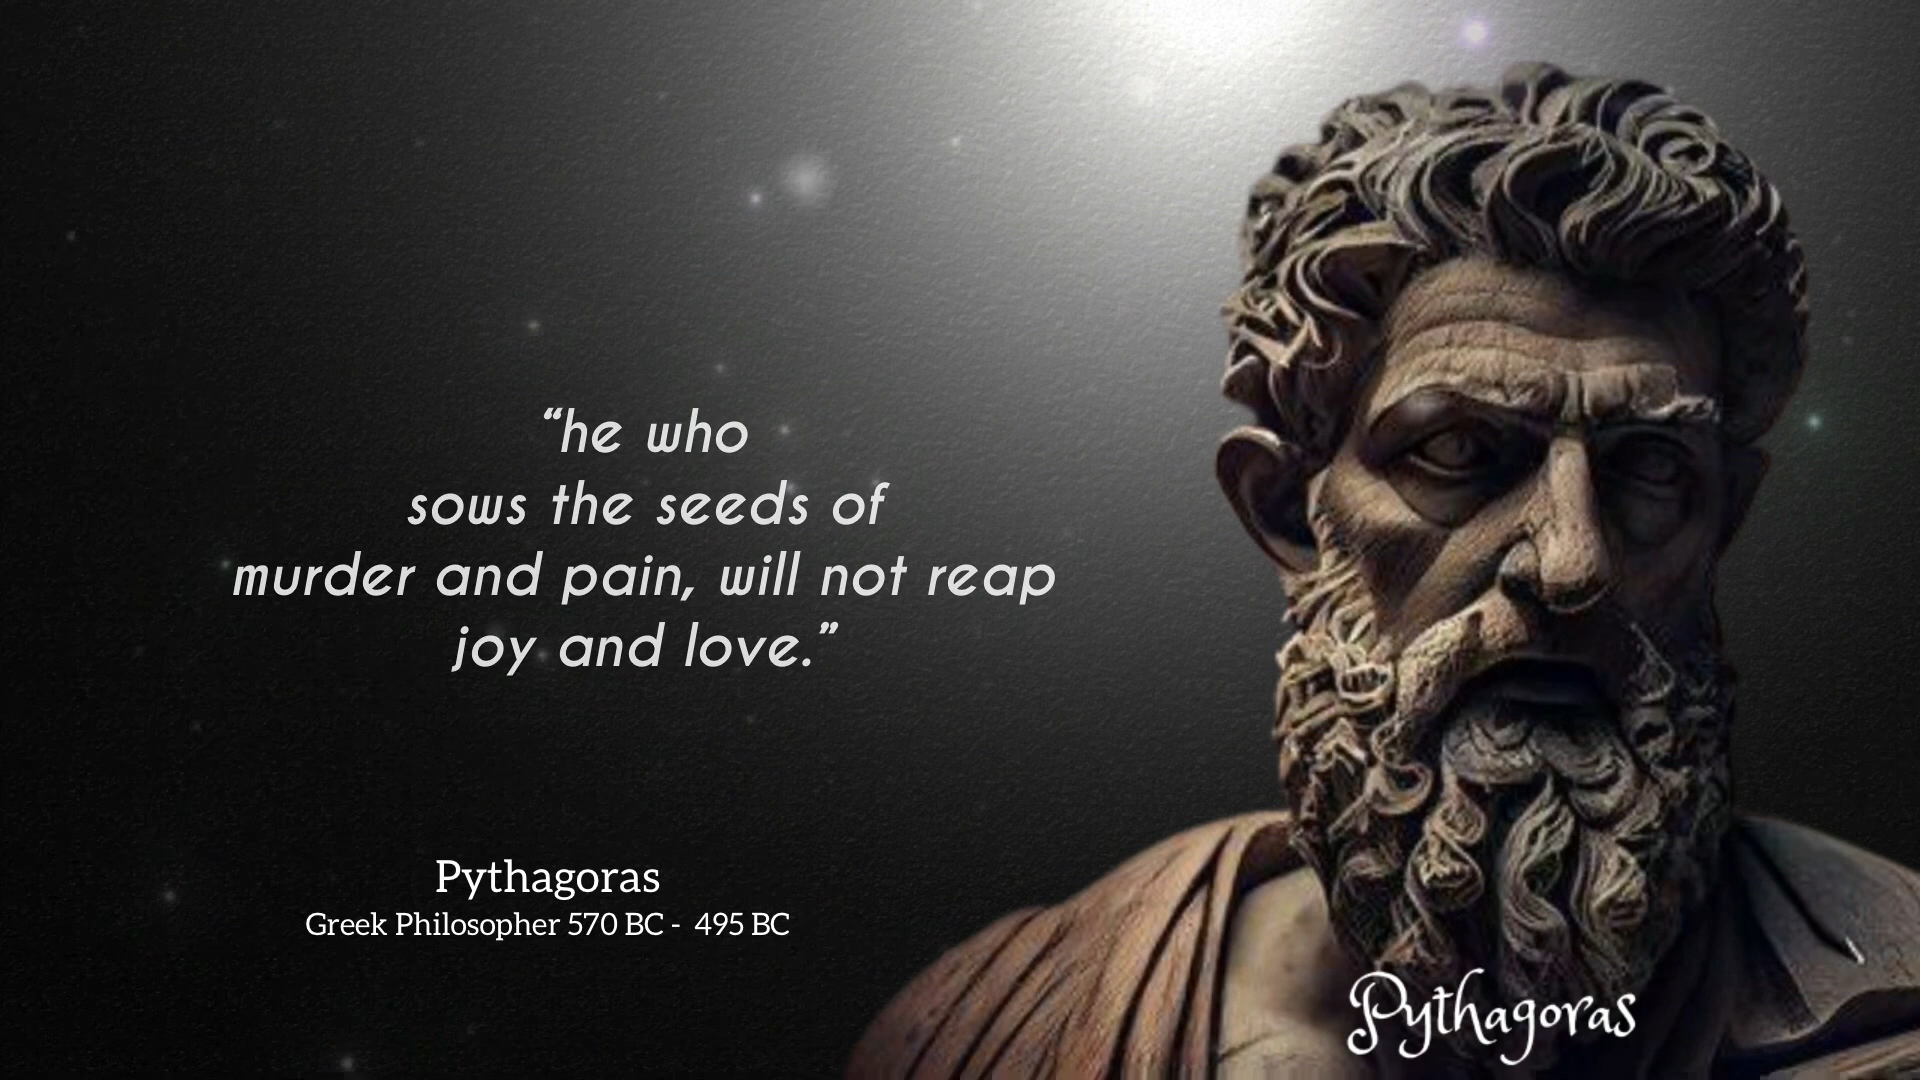 “he who
sows the seeds of
murder and pain, will not reap
joy and love.”
Pythagoras
Greek Philosopher 570 BC -  495 BC
Pythagoras